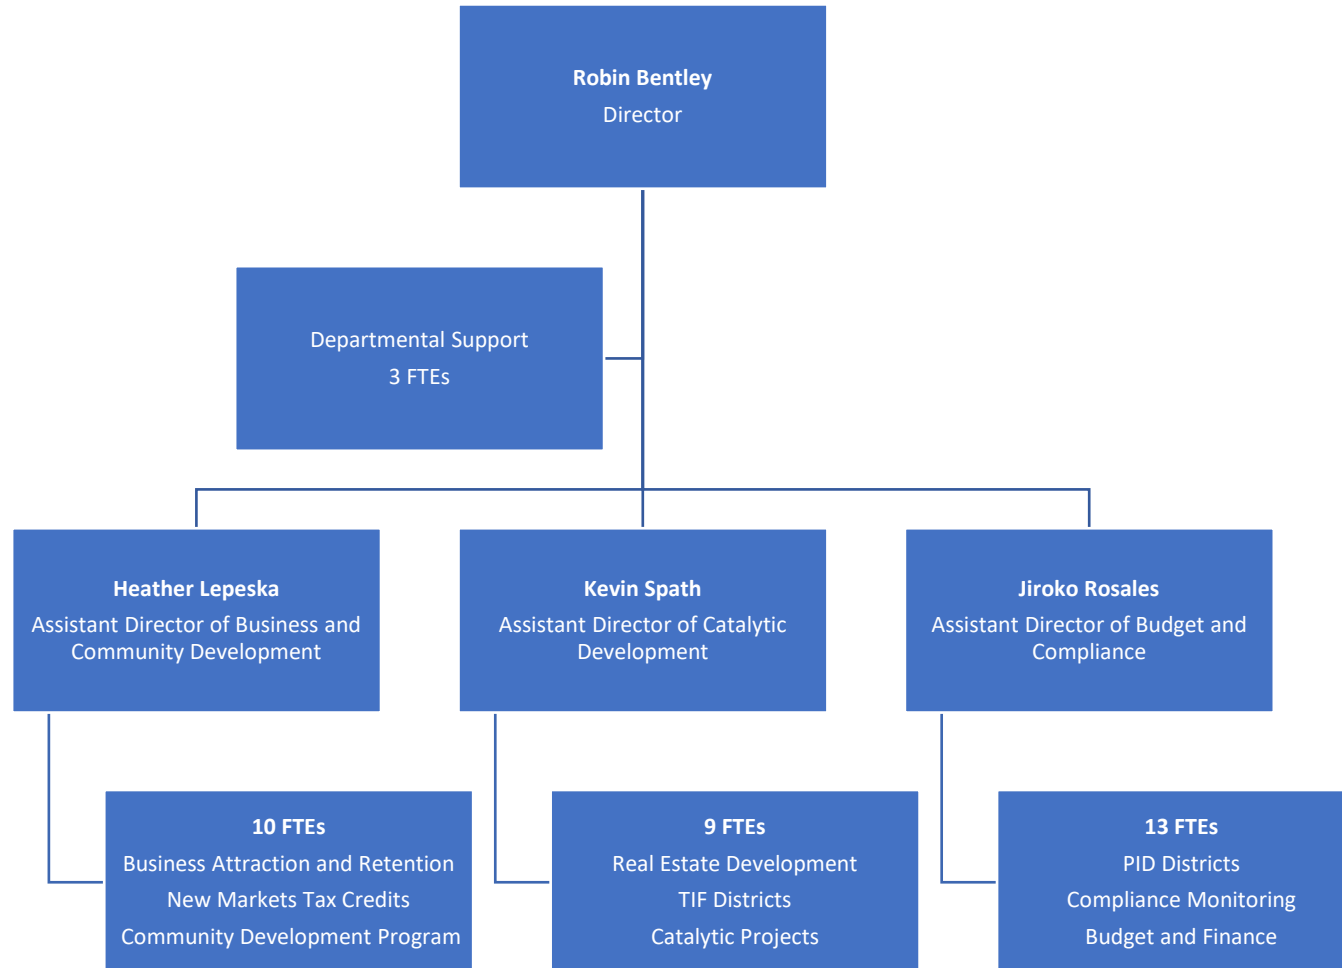 Robin Bentley
Director
Departmental Support
3 FTEs
Heather Lepeska
Assistant Director of Business and
Community Development
Kevin Spath
Assistant Director of Catalytic
Development
Jiroko Rosales
Assistant Director of Budget and
Compliance
10 FTEs
Business Attraction and Retention
New Markets Tax Credits
Community Development Program
9 FTEs
Real Estate Development
TIF Districts
Catalytic Projects
13 FTEs
PID Districts
Compliance Monitoring
Budget and Finance